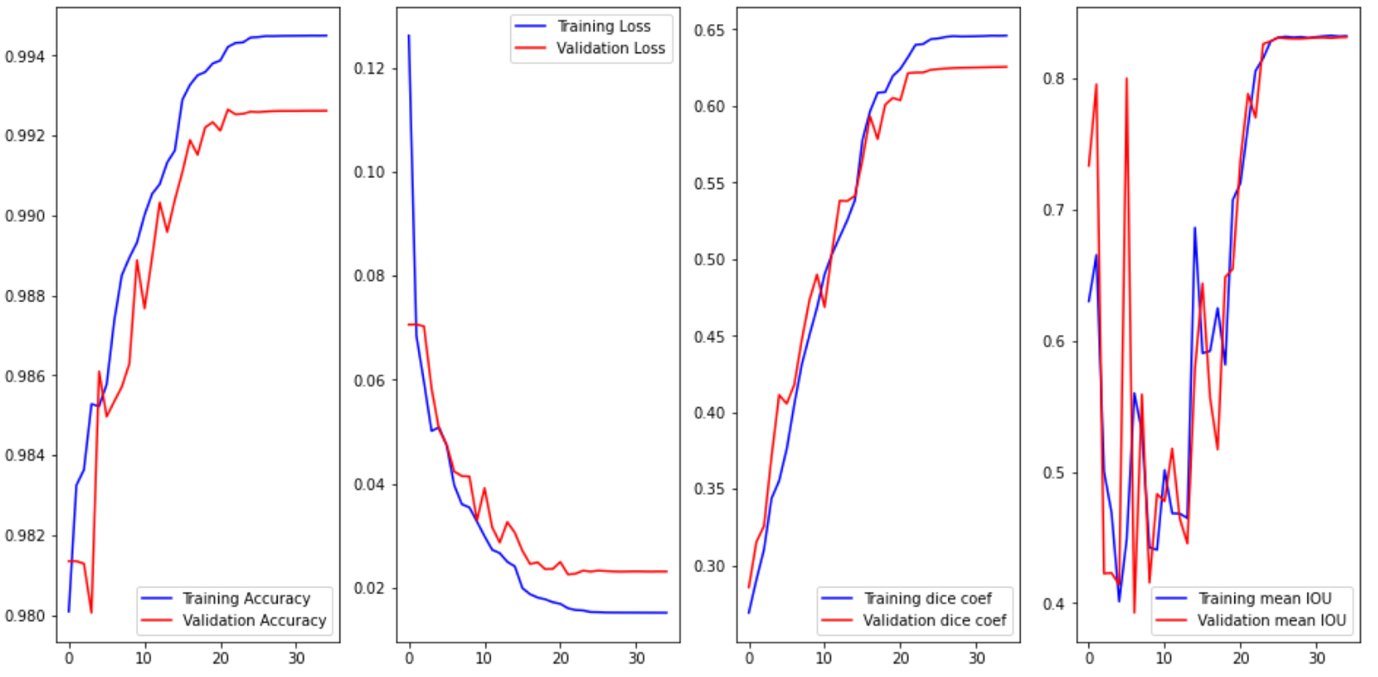 0.994
0.992
0.990
0.988
0.986
0.984
0.982
0.980
0 10 20 30
Training Accuracy
Validation Accuracy
0.12
0.10
0.08
0.06
0.04
0.02
0 10 20 30
Training Loss
Validation Loss
0.65
0.60
0.55
0.50
0.45
0.40
0.35
0.30
0 10 20 30
Training dice coef
Validation dice coef
0.8
0.7
0.6
0.5
0.4
0 10 20 30
Training mean IOU
Validation mean IOU